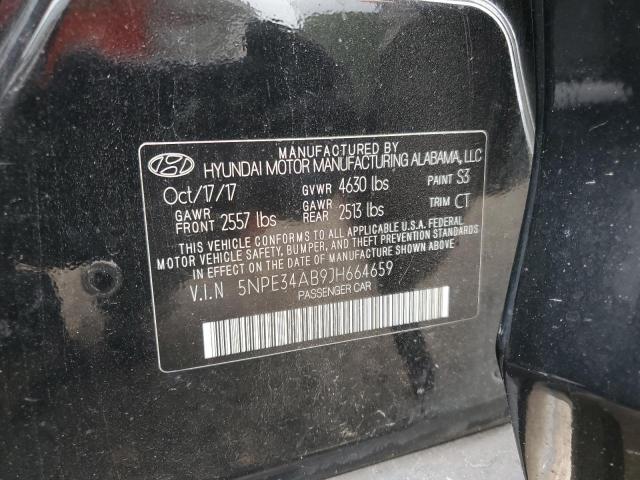 MANUFACTURED BY
HYUNDAI MOTOR MANUFACTURING ALABAMA, LLC
Oct/17/17 GVWR 4630 lbs PAINT S3
GAWR FRONT 2557 lbs GAWR REAR 2513 lbs TRIM CT
THIS VEHICLE CONFORMS TO ALL APPLICABLE U.S.A. FEDERAL
MOTOR VEHICLE SAFETY, BUMPER, AND THEFT PREVENTION STANDARDS
IN EFFECT ON THE DATE OF MANUFACTURE SHOWN ABOVE.
V.I.N 5NPE34AB9JH664659
PASSENGER CAR